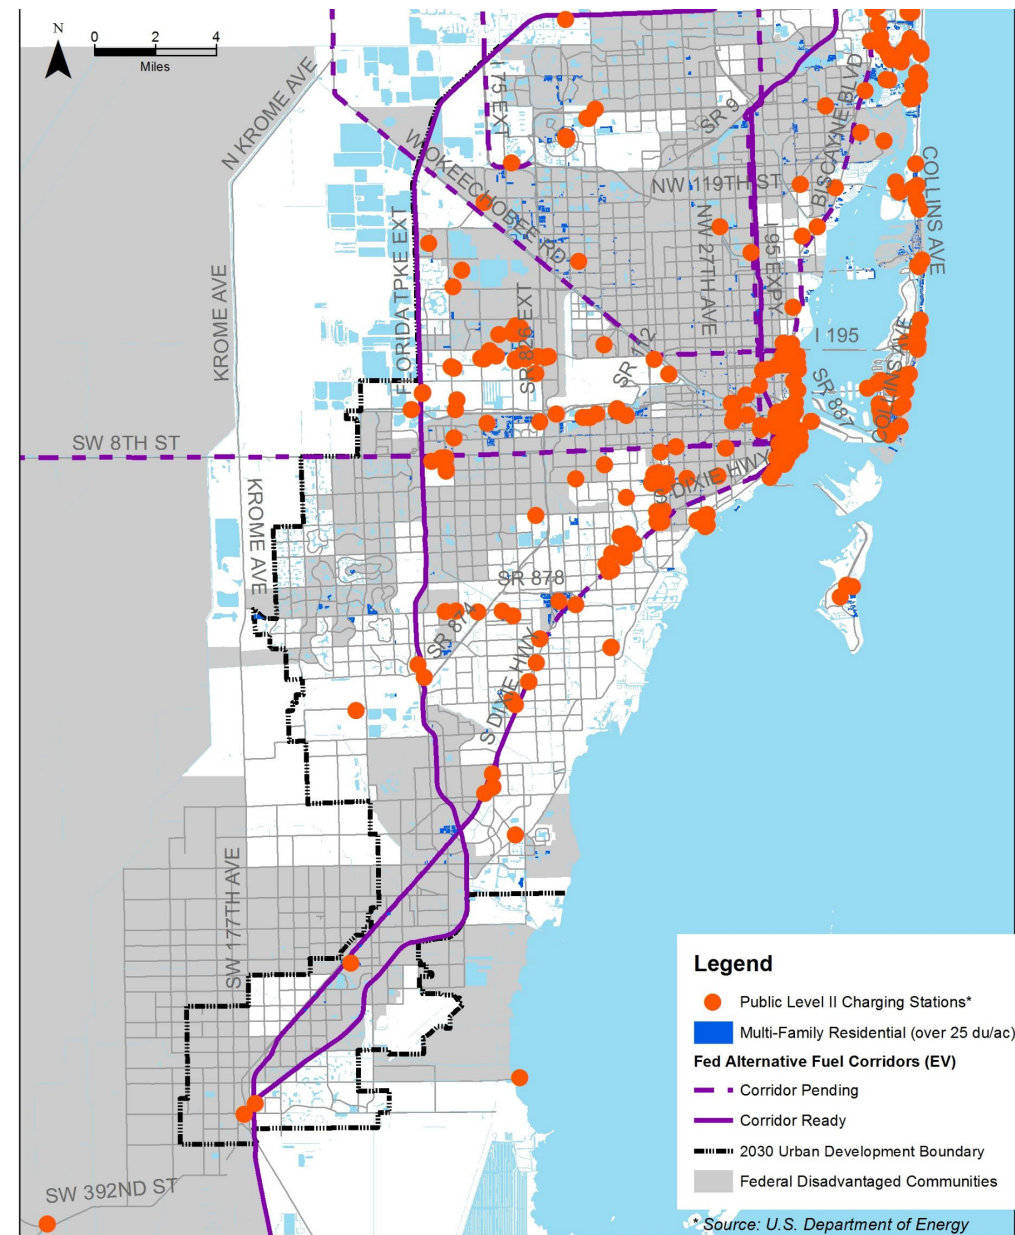 N
0 2 4
Miles
N KROME AVE
I 75 EXT
SR 9
BISCAYNE BLVD
W OKEECHOBEE RD
NW 119TH ST
COLLINS AVE
FLORIDA TPKE EXT
NW 27TH AVE
I 95 EXPY
KROME AVE
SR 826 EXT
SR 112
I 195
SR 887
COLLINS AVE
SW 8TH ST
S DIXIE HWY
KROME AVE
SR 878
SR 874
S DIXIE HWY
SW 177TH AVE
SW 392ND ST
Legend
Public Level II Charging Stations*
Multi-Family Residential (over 25 du/ac)
Fed Alternative Fuel Corridors (EV)
Corridor Pending
Corridor Ready
2030 Urban Development Boundary
Federal Disadvantaged Communities
* Source: U.S. Department of Energy